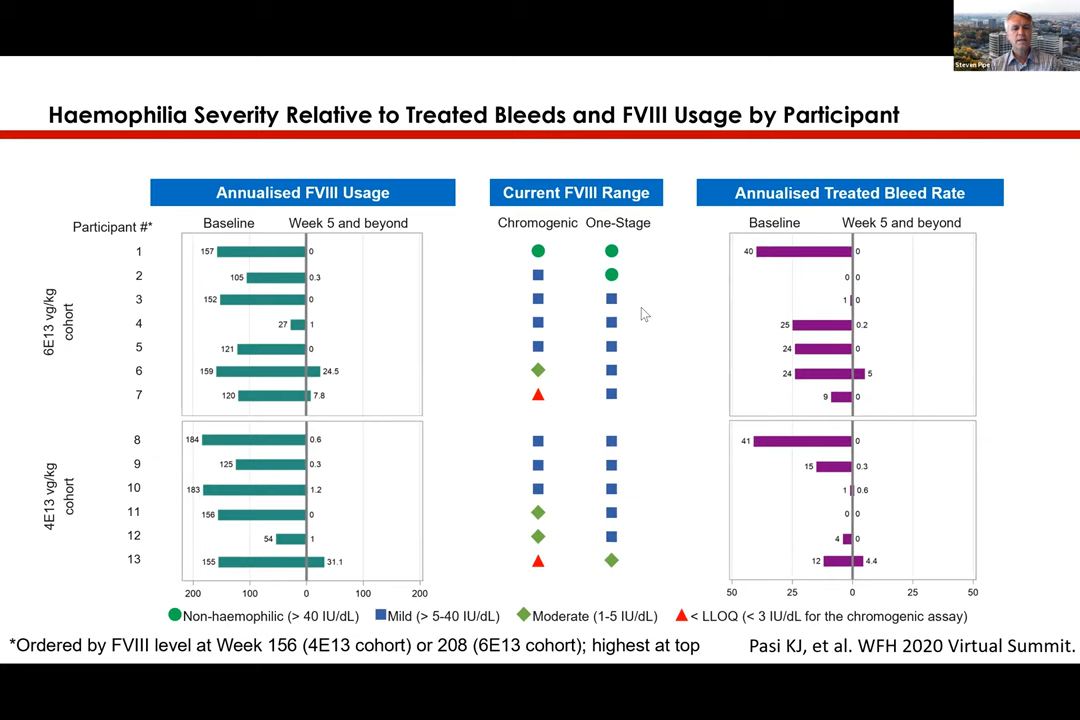 Steven Pipe
Haemophilia Severity Relative to Treated Bleeds and FVIII Usage by Participant
Annualised FVIII Usage
Current FVIII Range
Annualised Treated Bleed Rate
Participant #*
Baseline Week 5 and beyond
Chromogenic One-Stage
Baseline Week 5 and beyond
6E13 vg/kg
cohort
1 157 0 40 0
2 105 0.3 0 0
3 152 0 1 0
4 27 1 25 0.2
5 121 0 24 0
6 159 24.5 24 5
7 120 7.8 9 0
4E13 vg/kg
cohort
8 184 0.6 41 0
9 125 0.3 15 0.3
10 183 1.2 1 0.6
11 156 0 0 0
12 54 1 4 0
13 155 31.1 12 4.4
200 100 0 100 200
50 25 0 25 50
Non-haemophilic (> 40 IU/dL) Mild (> 5-40 IU/dL) Moderate (1-5 IU/dL) < LLOQ (< 3 IU/dL for the chromogenic assay)
*Ordered by FVIII level at Week 156 (4E13 cohort) or 208 (6E13 cohort); highest at top
Pasi KJ, et al. WFH 2020 Virtual Summit.